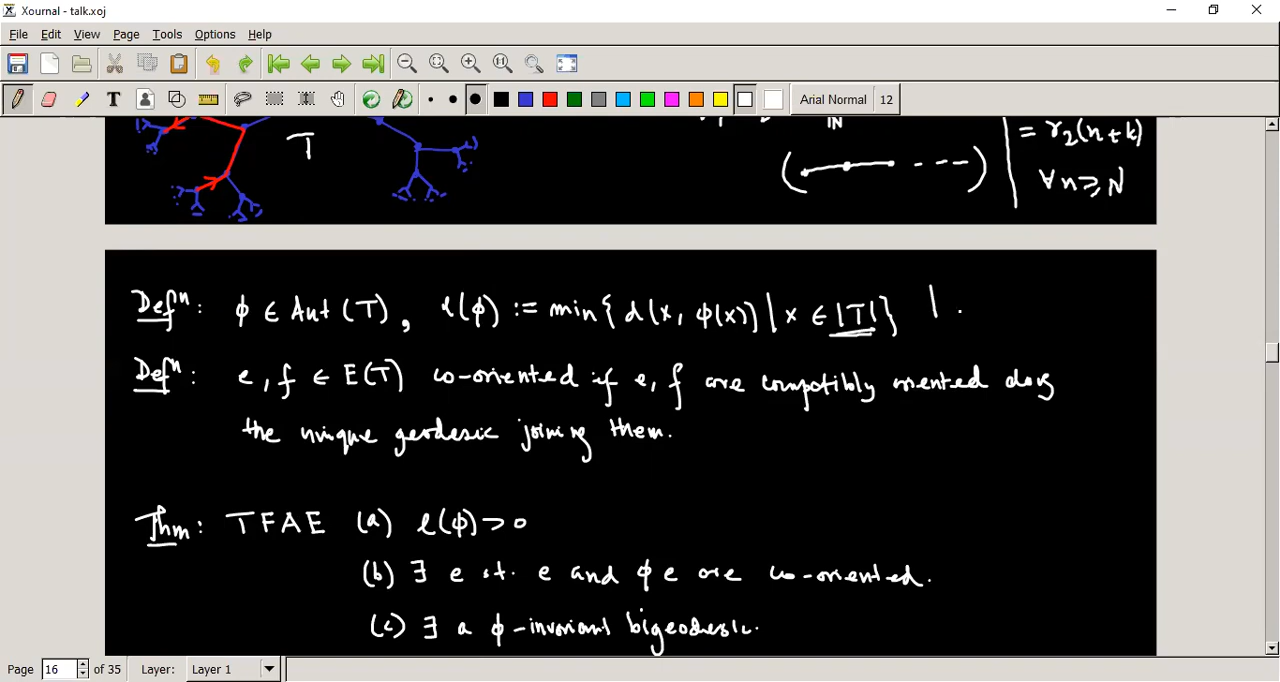 Xournal - talk.xoj
File Edit View Page Tools Options Help
Arial Normal 12
T
IN
= r₂(n+k)
∀ n ≥ N
Defⁿ: φ ∈ Aut(T), ℓ(φ) := min{d(x, φ(x)) | x ∈ |T|}
Defⁿ: e, f ∈ E(T) co-oriented if e, f are compatibly oriented along
the unique geodesic joining them.
Thm: TFAE (a) ℓ(φ) > 0
(b) ∃ e s.t. e and φe are co-oriented.
(c) ∃ a φ-invariant bigeodesic.
Page 16 of 35 Layer: Layer 1